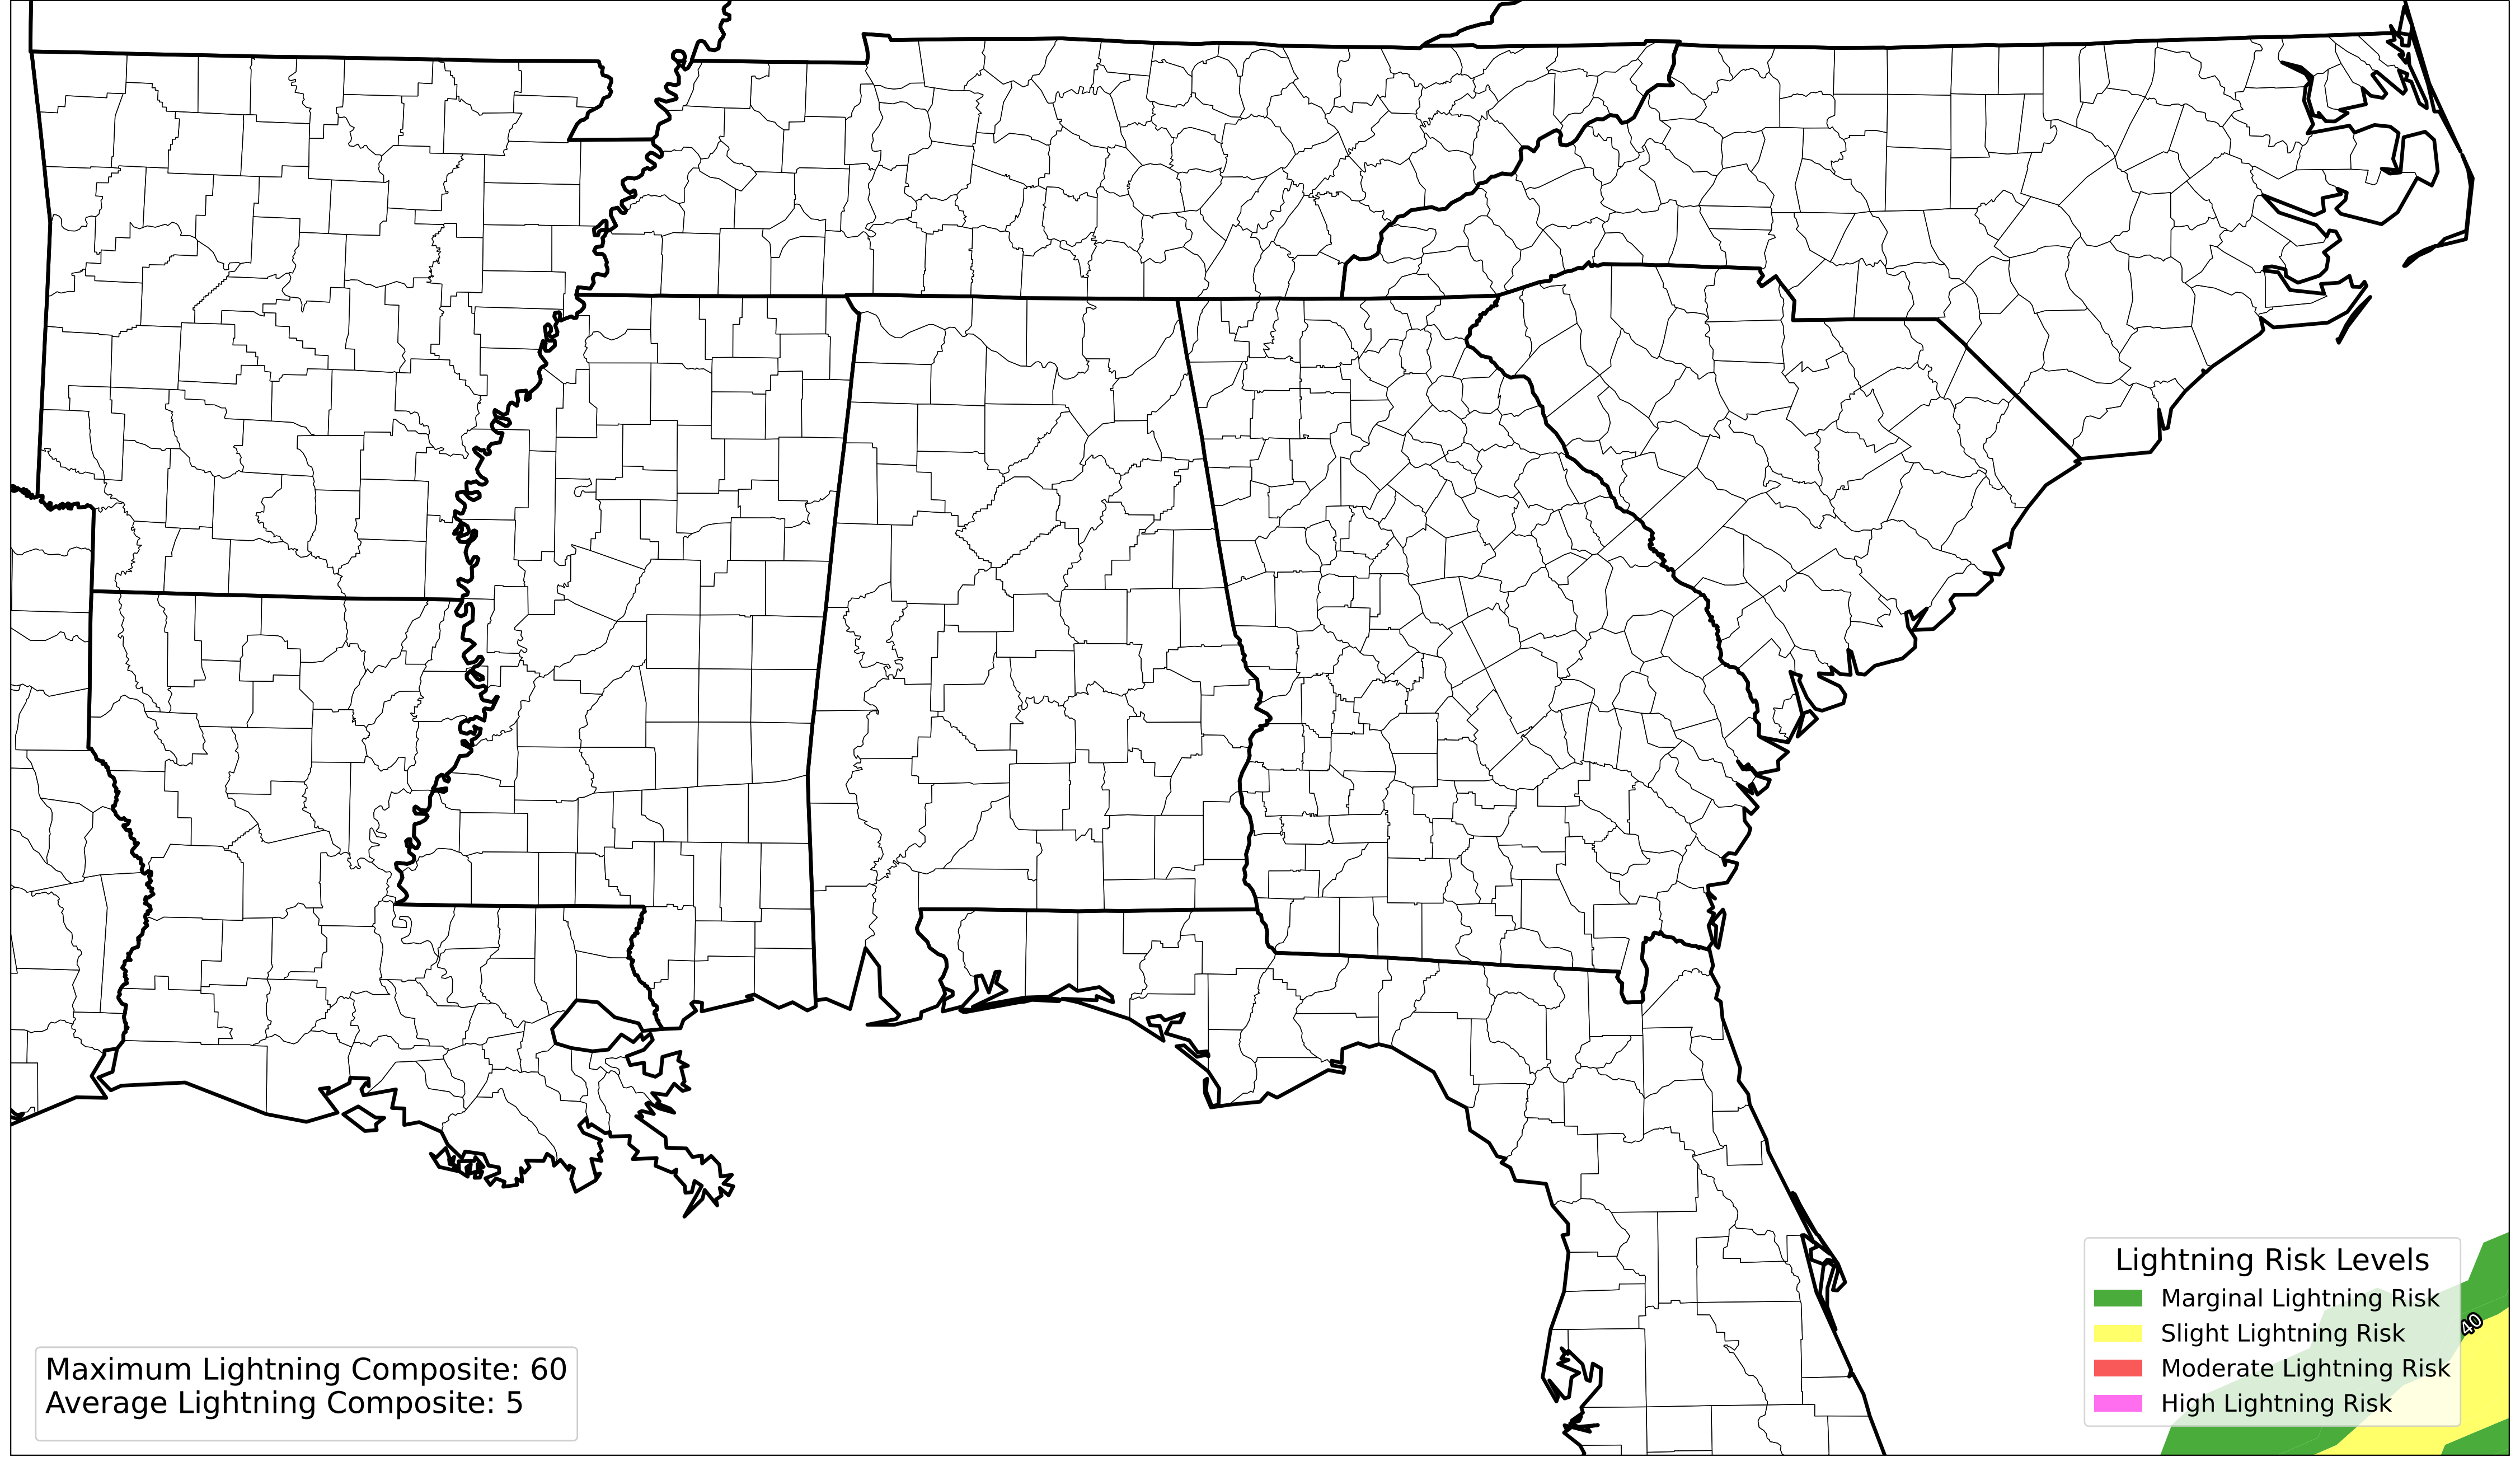 Lightning Risk Levels
Marginal Lightning Risk
Slight Lightning Risk
Moderate Lightning Risk
High Lightning Risk
40
Maximum Lightning Composite: 60
Average Lightning Composite: 5